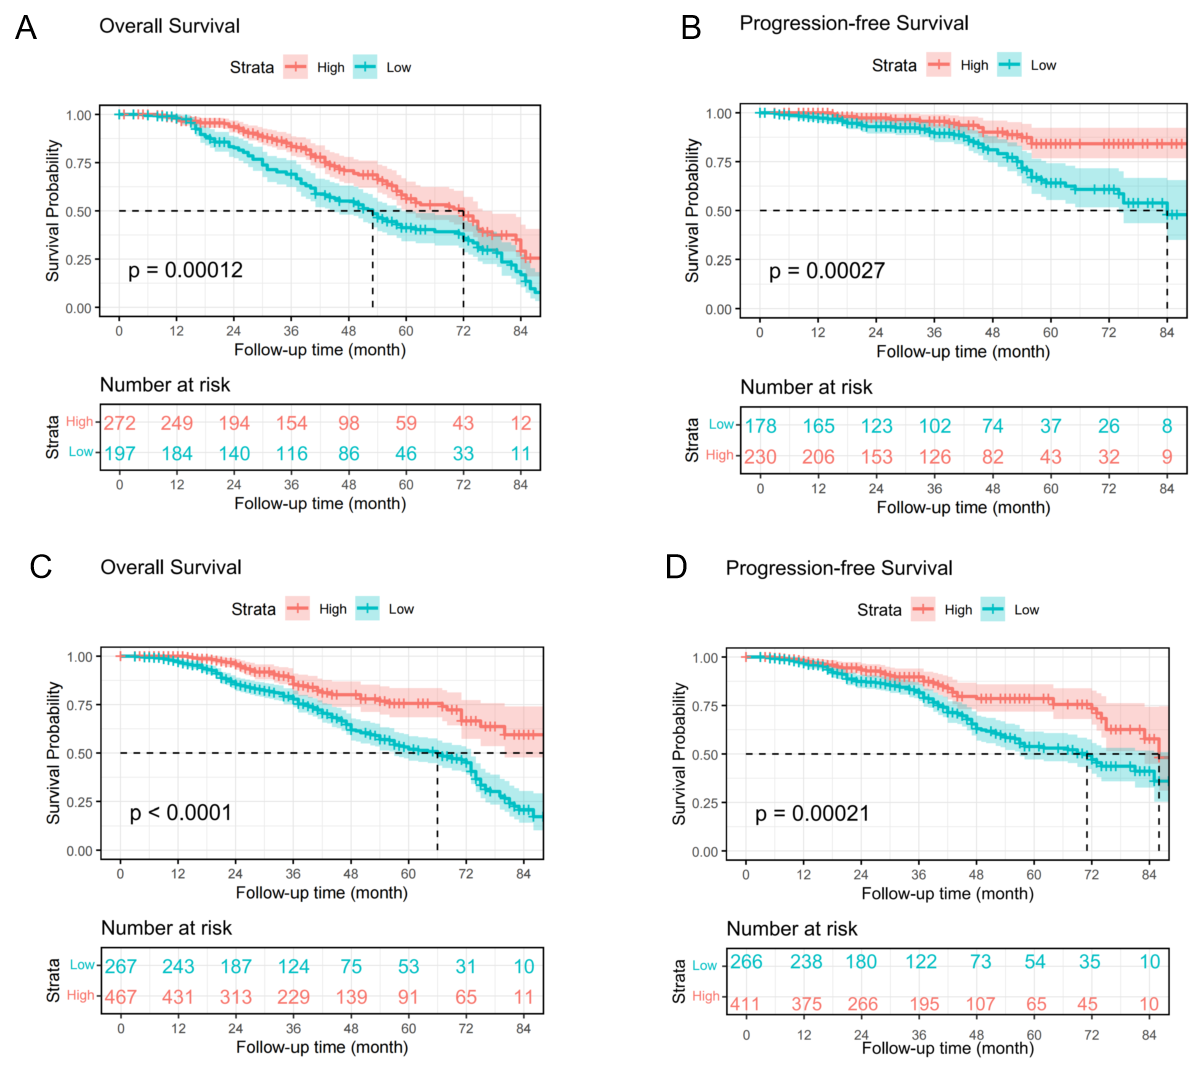 A
Overall Survival
Strata High Low
Survival Probability
1.00
0.75
0.50
0.25
0.00
p = 0.00012
0 12 24 36 48 60 72 84
Follow-up time (month)
Number at risk
Strata
High 272 249 194 154 98 59 43 12
Low 197 184 140 116 86 46 33 11
0 12 24 36 48 60 72 84
Follow-up time (month)
B
Progression-free Survival
Strata High Low
Survival Probability
1.00
0.75
0.50
0.25
0.00
p = 0.00027
0 12 24 36 48 60 72 84
Follow-up time (month)
Number at risk
Strata
Low 178 165 123 102 74 37 26 8
High 230 206 153 126 82 43 32 9
0 12 24 36 48 60 72 84
Follow-up time (month)
C
Overall Survival
Strata High Low
Survival Probability
1.00
0.75
0.50
0.25
0.00
p < 0.0001
0 12 24 36 48 60 72 84
Follow-up time (month)
Number at risk
Strata
Low 267 243 187 124 75 53 31 10
High 467 431 313 229 139 91 65 11
0 12 24 36 48 60 72 84
Follow-up time (month)
D
Progression-free Survival
Strata High Low
Survival Probability
1.00
0.75
0.50
0.25
0.00
p = 0.00021
0 12 24 36 48 60 72 84
Follow-up time (month)
Number at risk
Strata
Low 266 238 180 122 73 54 35 10
High 411 375 266 195 107 65 45 10
0 12 24 36 48 60 72 84
Follow-up time (month)